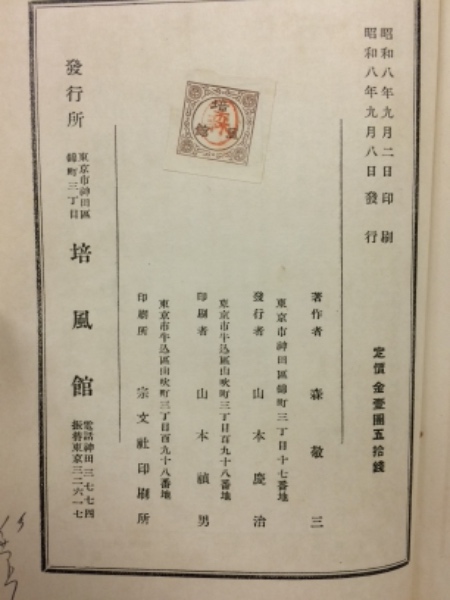 昭和八年九月二日印刷
昭和八年九月八日發行
定價金壹圓五拾錢
著作者 森敬三
東京市神田區錦町三丁目十七番地
發行者 山本慶治
東京市牛込區山吹町三丁目百九十八番地
印刷者 山本禎男
東京市牛込區山吹町三丁目百九十八番地
印刷所 宗文社印刷所
培風館
發行所
東京市神田區
錦町三丁目
培風館
電話神田三七七四
振替東京三二六一七